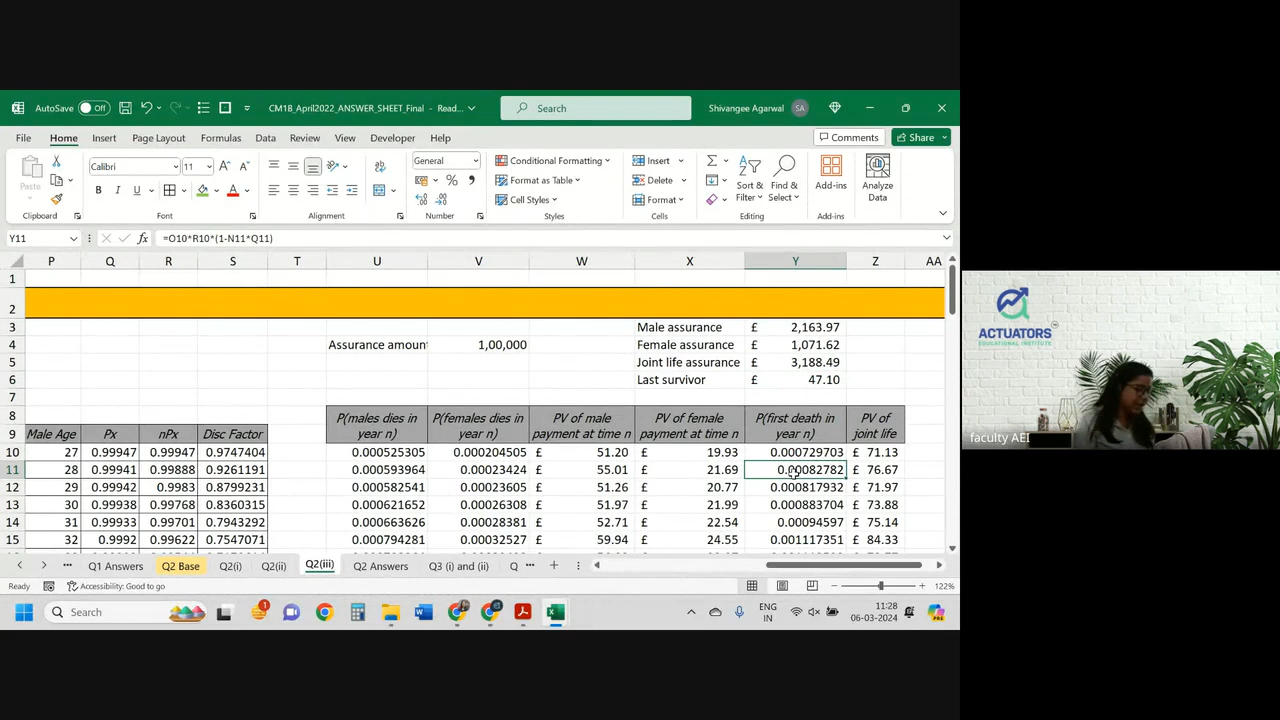 AutoSave Off CM1B_April2022_ANSWER_SHEET_Final - Read... Search Shivangee Agarwal SA
File Home Insert Page Layout Formulas Data Review View Developer Help Comments Share
Paste Calibri 11 General Conditional Formatting Insert Sort & Find & Add-ins Analyze
B I U Format as Table Delete Filter Select Data
Cell Styles Format
Clipboard Font Alignment Number Styles Cells Editing Add-ins
Y11 fx =O10*R10*(1-N11*Q11)
P Q R S T U V W X Y Z AA
1
2
3 Male assurance £ 2,163.97
4 Assurance amount 1,00,000 Female assurance £ 1,071.62
5 Joint life assurance £ 3,188.49
6 Last survivor £ 47.10
7
8 P(males dies in P(females dies in PV of male PV of female P(first death in PV of
9 Male Age Px nPx Disc Factor year n) year n) payment at time n payment at time n year n) joint life
10 27 0.99947 0.99947 0.9747404 0.000525305 0.000204505 £ 51.20 £ 19.93 0.000729703 £ 71.13
11 28 0.99941 0.99888 0.9261191 0.000593964 0.00023424 £ 55.01 £ 21.69 0.00082782 £ 76.67
12 29 0.99942 0.9983 0.8799231 0.000582541 0.00023605 £ 51.26 £ 20.77 0.000817932 £ 71.97
13 30 0.99938 0.99768 0.8360315 0.000621652 0.00026308 £ 51.97 £ 21.99 0.000883704 £ 73.88
14 31 0.99933 0.99701 0.7943292 0.000663626 0.00028381 £ 52.71 £ 22.54 0.00094597 £ 75.14
15 32 0.9992 0.99622 0.7547071 0.000794281 0.00032527 £ 59.94 £ 24.55 0.001117351 £ 84.33
Q1 Answers Q2 Base Q2(i) Q2(ii) Q2(iii) Q2 Answers Q3 (i) and (ii) Q
Ready Accessibility: Good to go 122%
Search ENG IN 11:28 06-03-2024
ACTUATORS
EDUCATIONAL INSTITUTE
faculty AEI